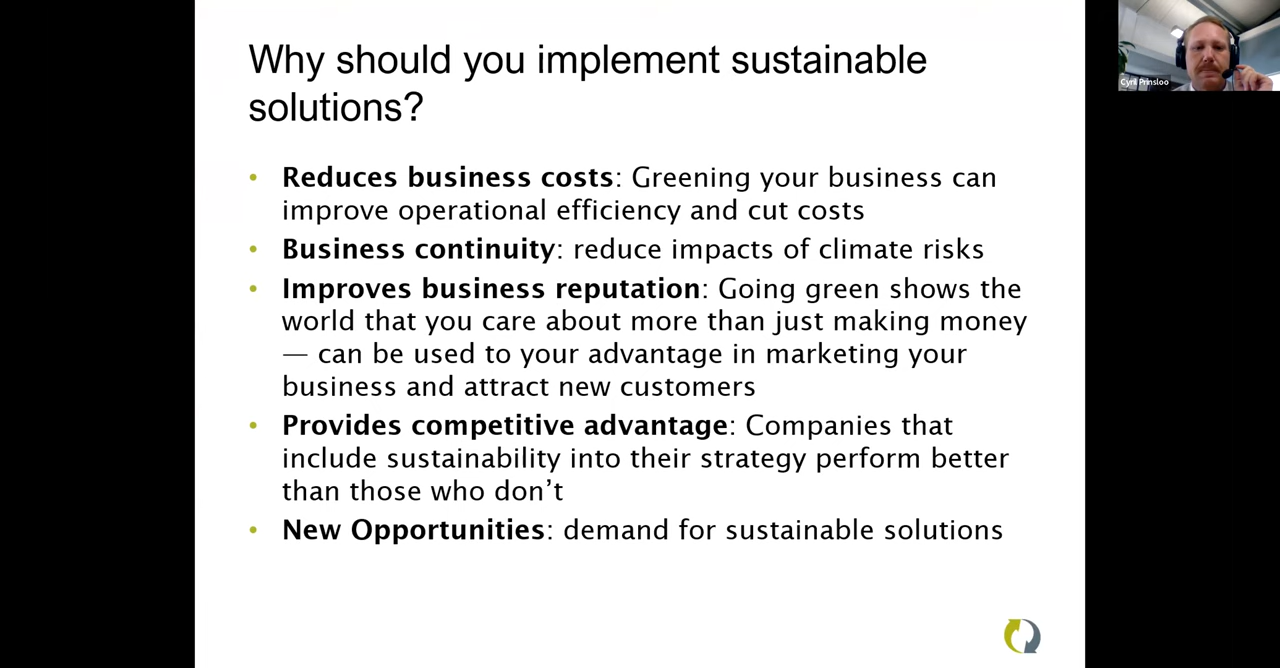 Why should you implement sustainable
solutions?
• Reduces business costs: Greening your business can
improve operational efficiency and cut costs
• Business continuity: reduce impacts of climate risks
• Improves business reputation: Going green shows the
world that you care about more than just making money
— can be used to your advantage in marketing your
business and attract new customers
• Provides competitive advantage: Companies that
include sustainability into their strategy perform better
than those who don’t
• New Opportunities: demand for sustainable solutions
Cyril Prinsloo